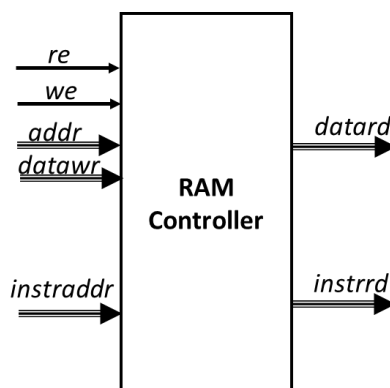 re
we
addr
datawr
instraddr
RAM
Controller
datard
instrrd